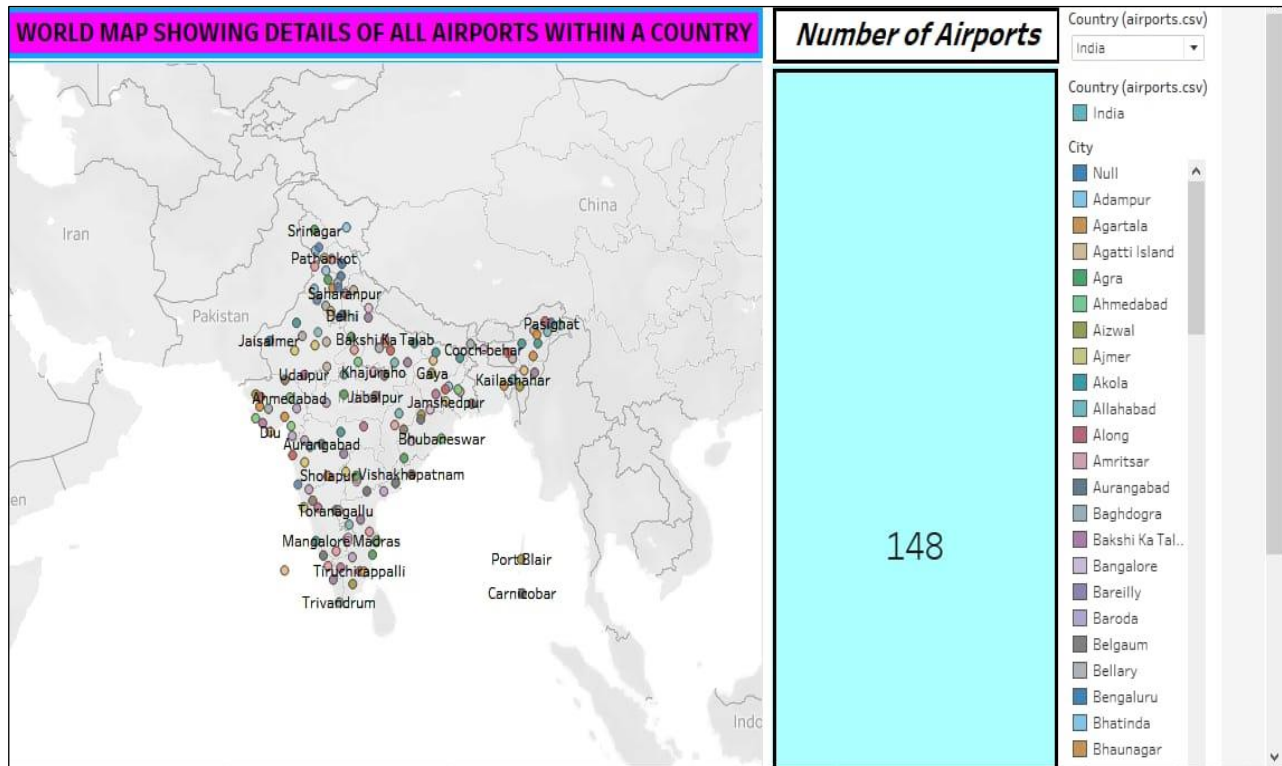 WORLD MAP SHOWING DETAILS OF ALL AIRPORTS WITHIN A COUNTRY
Number of Airports
Country (airports.csv)
India
Country (airports.csv)
India
City
Null
Adampur
Agartala
Agatti Island
Agra
Ahmedabad
Aizwal
Ajmer
Akola
Allahabad
Along
Amritsar
Aurangabad
Baghdogra
Bakshi Ka Tal..
Bangalore
Bareilly
Baroda
Belgaum
Bellary
Bengaluru
Bhatinda
Bhaunagar
148
China
Iran
Srinagar
Pathankot
Saharanpur
Pakistan
Delhi
Pasighat
Jaisalmer
Bakshi Ka Talab
Cooch-behar
Udaipur
Khajuraho
Gaya
Kailashahar
Ahmedabad
Jabalpur
Jamshedpur
Diu
Aurangabad
Bhubaneswar
Sholapur
Vishakhapatnam
en
Toranagallu
Mangalore
Madras
Port Blair
Tiruchirappalli
Carnicobar
Trivandrum
Indo